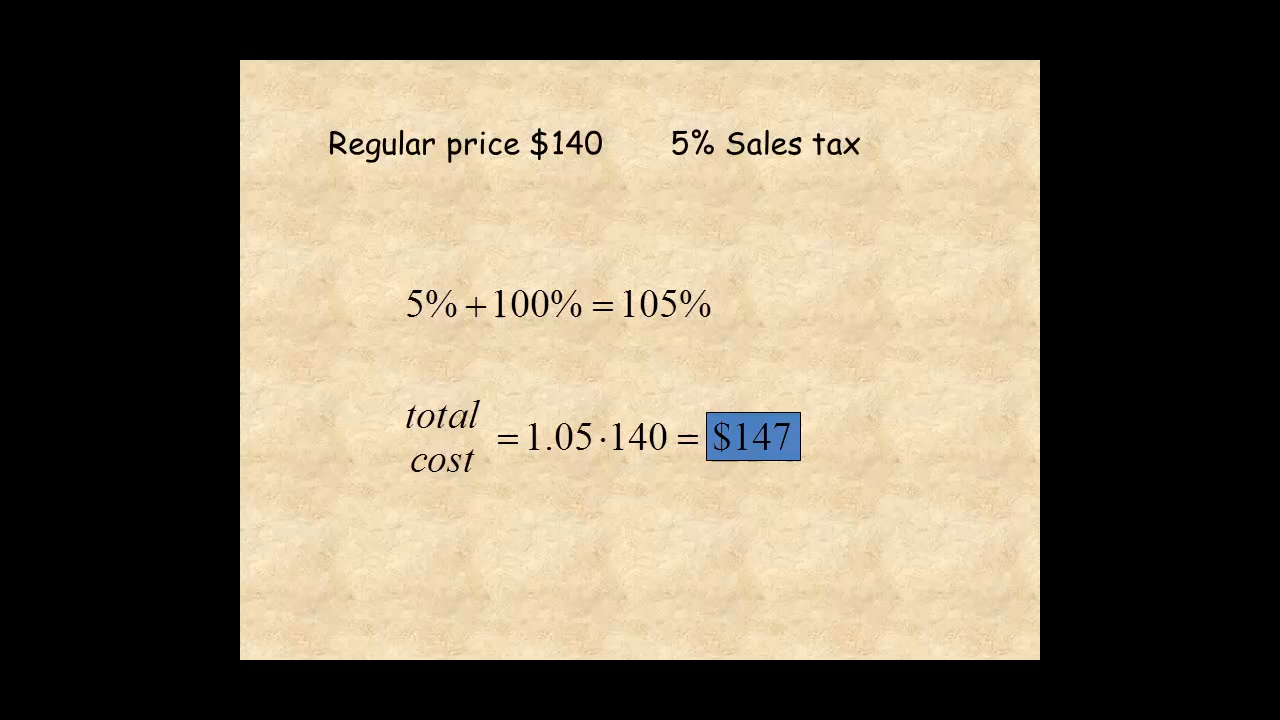 Regular price $140 5% Sales tax
5% + 100% = 105%
total
cost
= 1.05 · 140 = $147